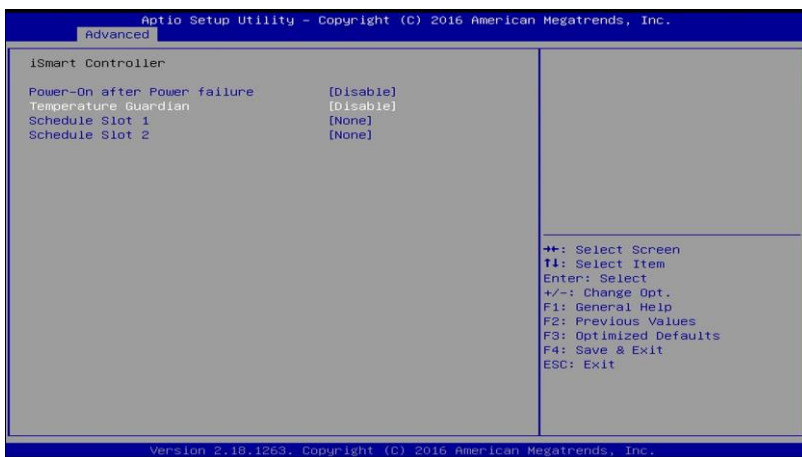 Aptio Setup Utility – Copyright (C) 2016 American Megatrends, Inc.
Advanced
iSmart Controller
Power-On after Power failure [Disable]
Temperature Guardian [Disable]
Schedule Slot 1 [None]
Schedule Slot 2 [None]
→←: Select Screen
↑↓: Select Item
Enter: Select
+/-: Change Opt.
F1: General Help
F2: Previous Values
F3: Optimized Defaults
F4: Save & Exit
ESC: Exit
Version 2.18.1263. Copyright (C) 2016 American Megatrends, Inc.